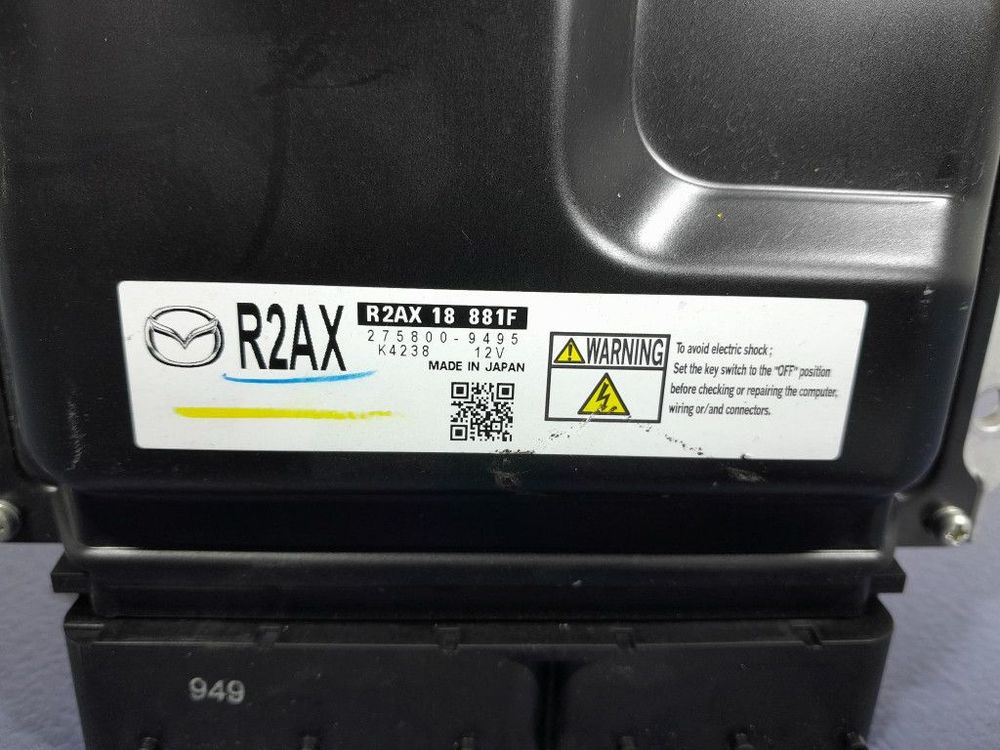 R2AX
R2AX 18 881F
275800-9495
K4238 12V
MADE IN JAPAN
WARNING
To avoid electric shock ;
Set the key switch to the "OFF" position
before checking or repairing the computer,
wiring or/and connectors.
949